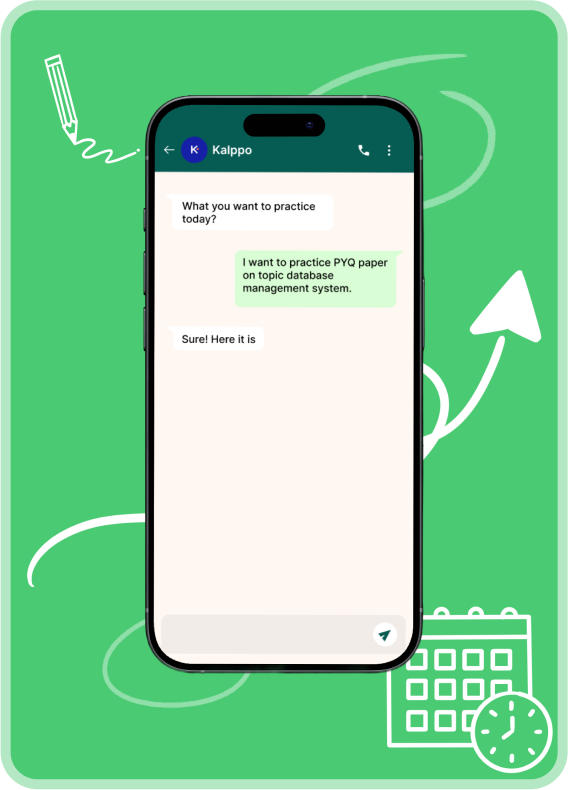 K
Kalppo
What you want to practice
today?
I want to practice PYQ paper
on topic database
management system.
Sure! Here it is